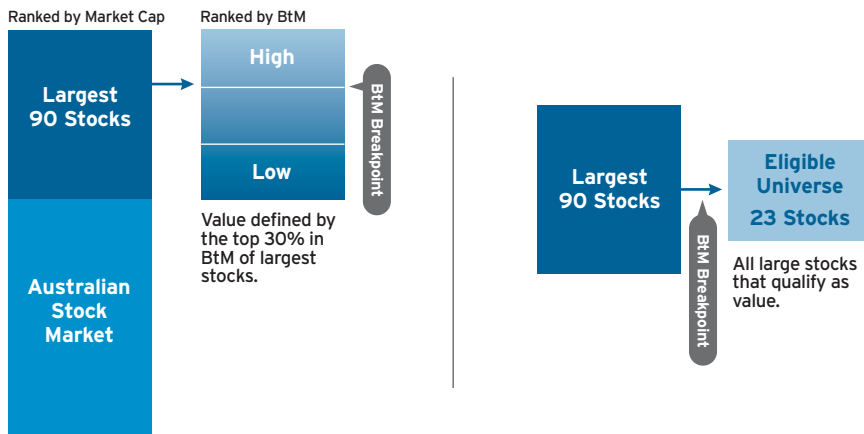 Ranked by Market Cap
Largest
90 Stocks
Australian
Stock
Market
Ranked by BtM
High
Low
BtM Breakpoint
Value defined by
the top 30% in
BtM of largest
stocks.
Largest
90 Stocks
BtM Breakpoint
Eligible
Universe
23 Stocks
All large stocks
that qualify as
value.